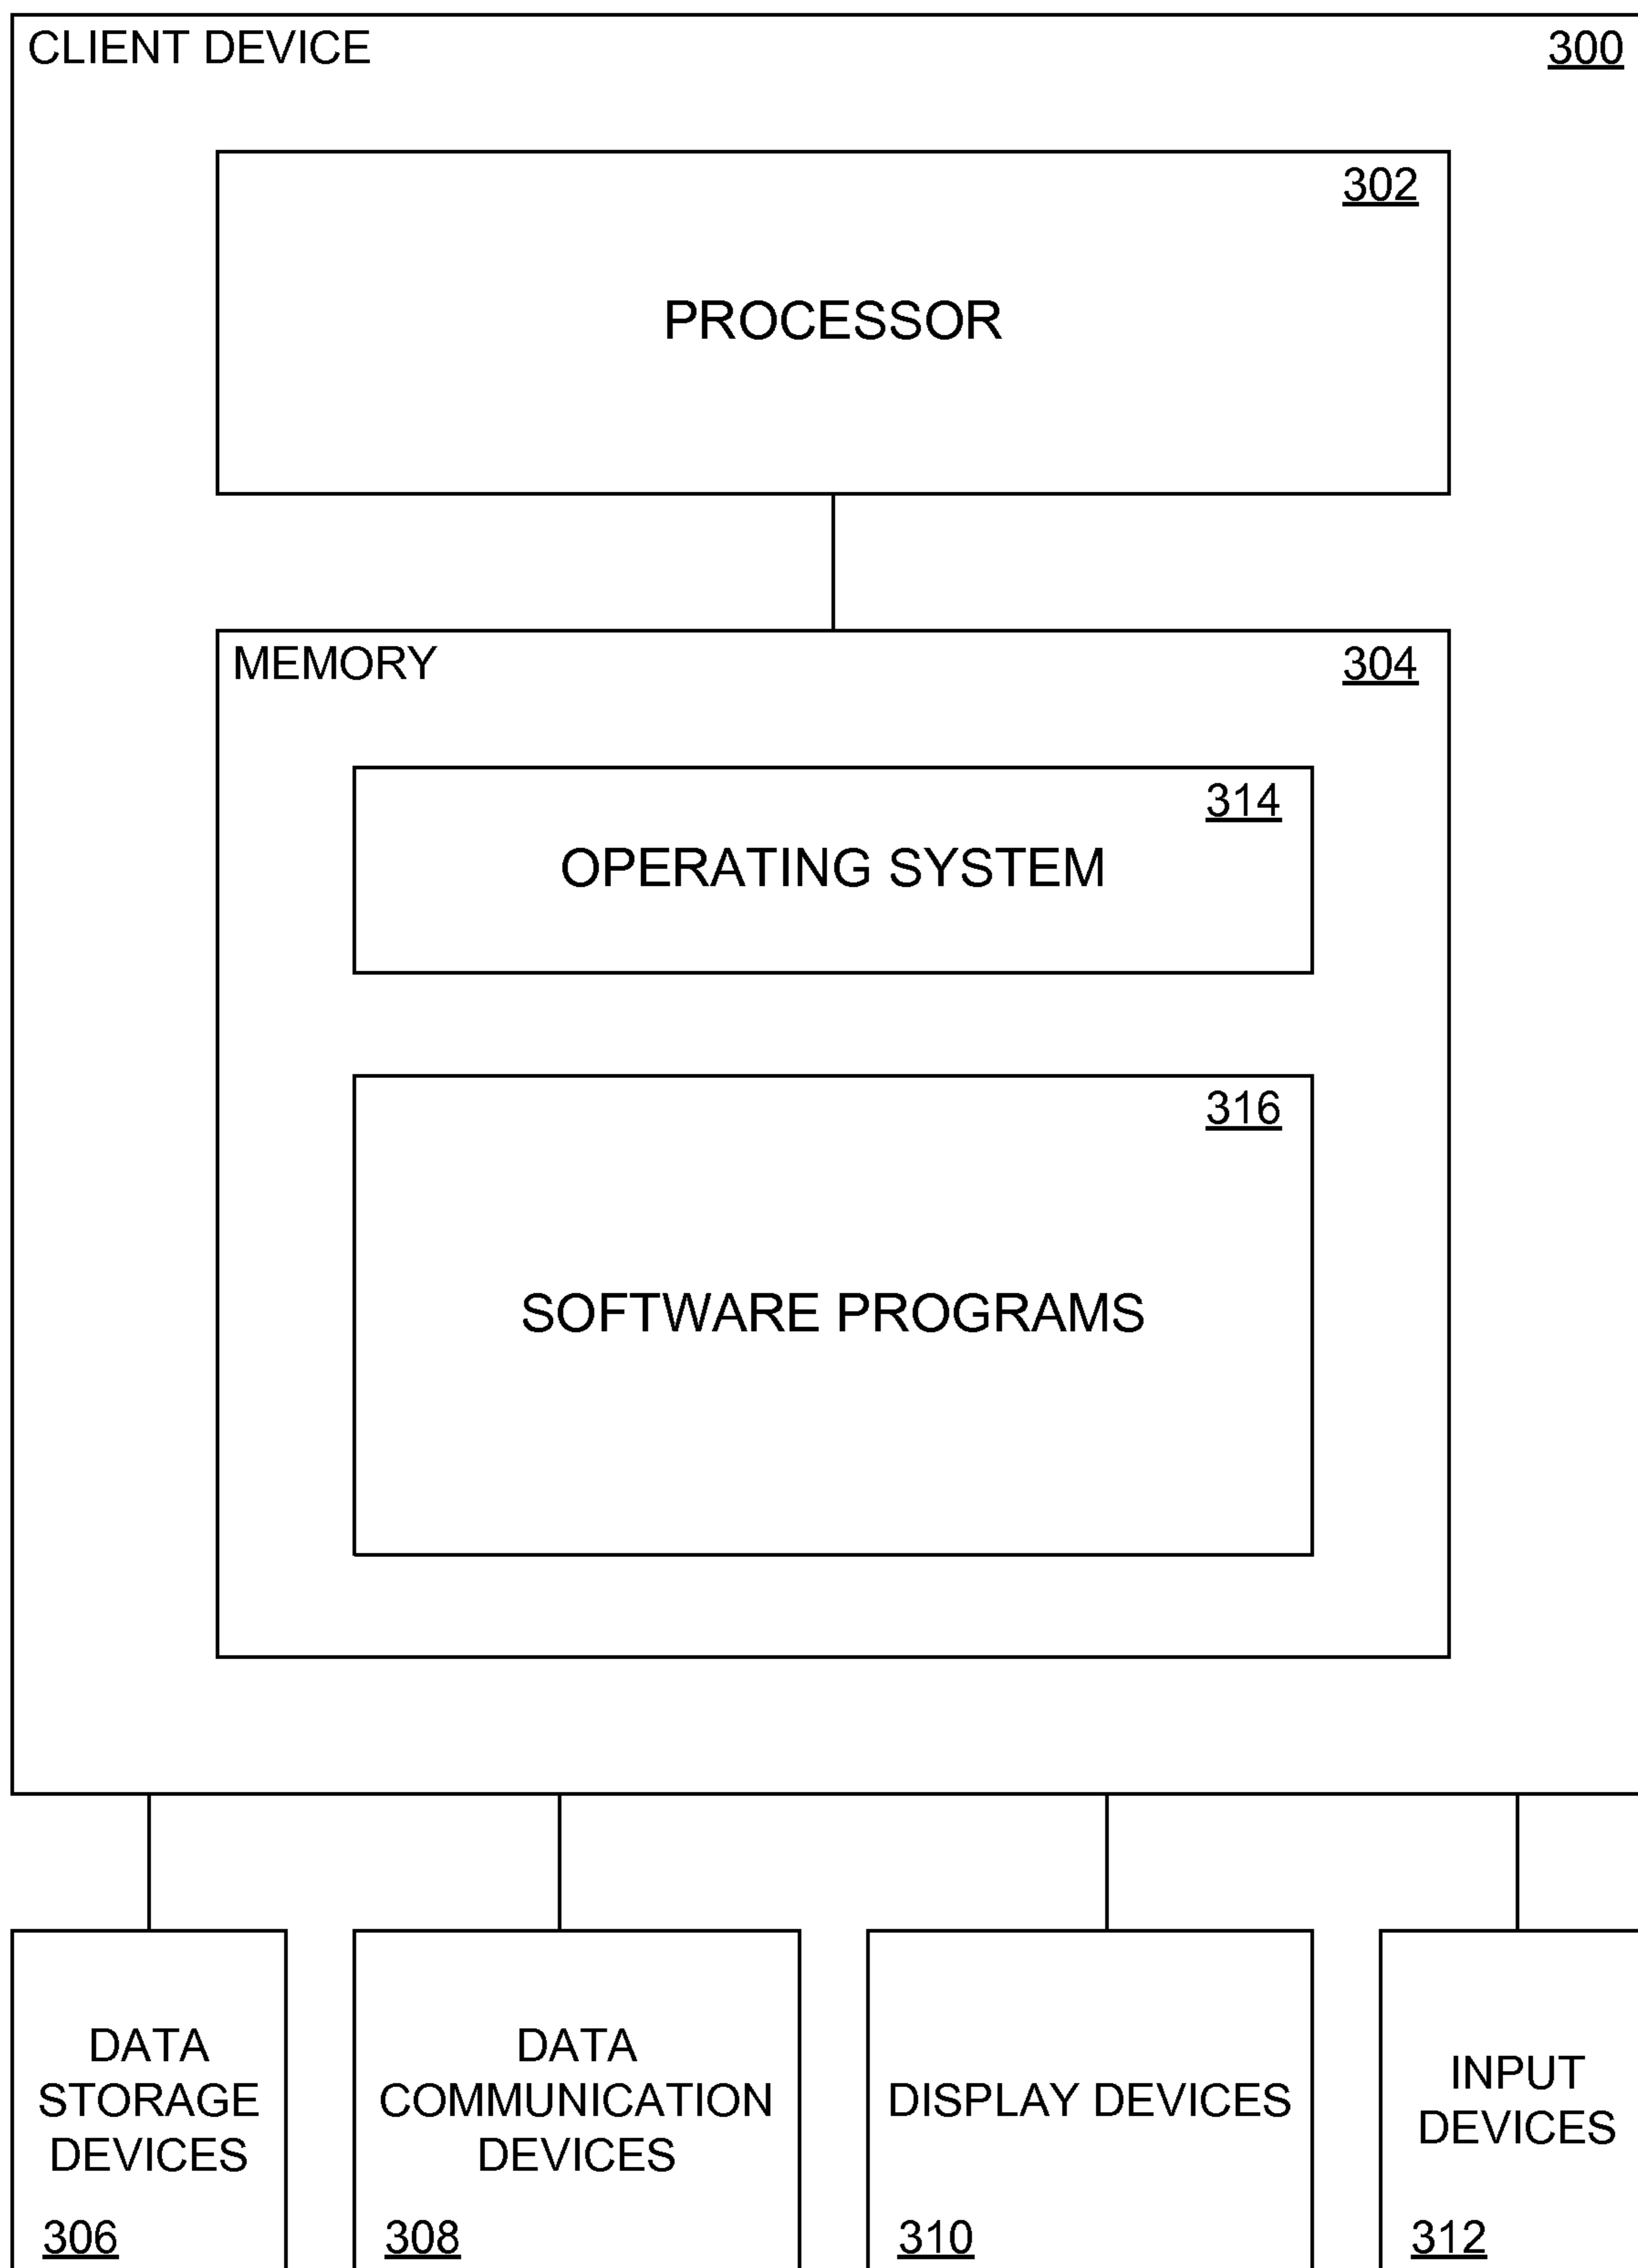 CLIENT DEVICE 300
302
PROCESSOR
MEMORY 304
314
OPERATING SYSTEM
316
SOFTWARE PROGRAMS
DATA
STORAGE
DEVICES
306
DATA
COMMUNICATION
DEVICES
308
DISPLAY DEVICES
310
INPUT
DEVICES
312